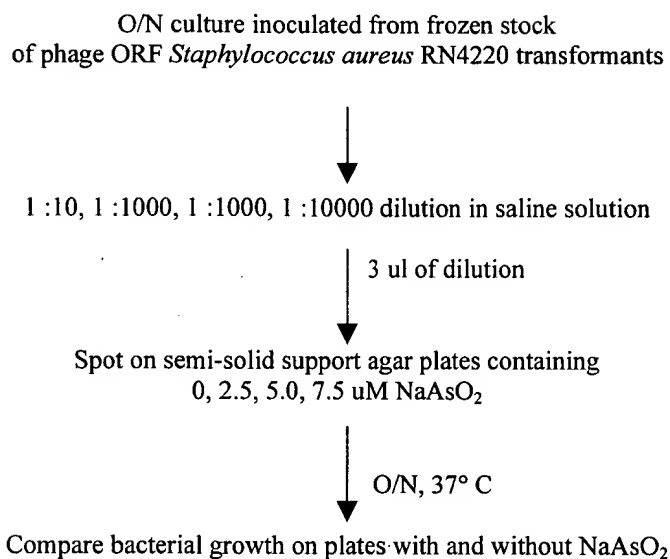 O/N culture inoculated from frozen stock
of phage ORF Staphylococcus aureus RN4220 transformants
1 :10, 1 :1000, 1 :1000, 1 :10000 dilution in saline solution
3 ul of dilution
Spot on semi-solid support agar plates containing
0, 2.5, 5.0, 7.5 uM NaAsO₂
O/N, 37° C
Compare bacterial growth on plates with and without NaAsO₂